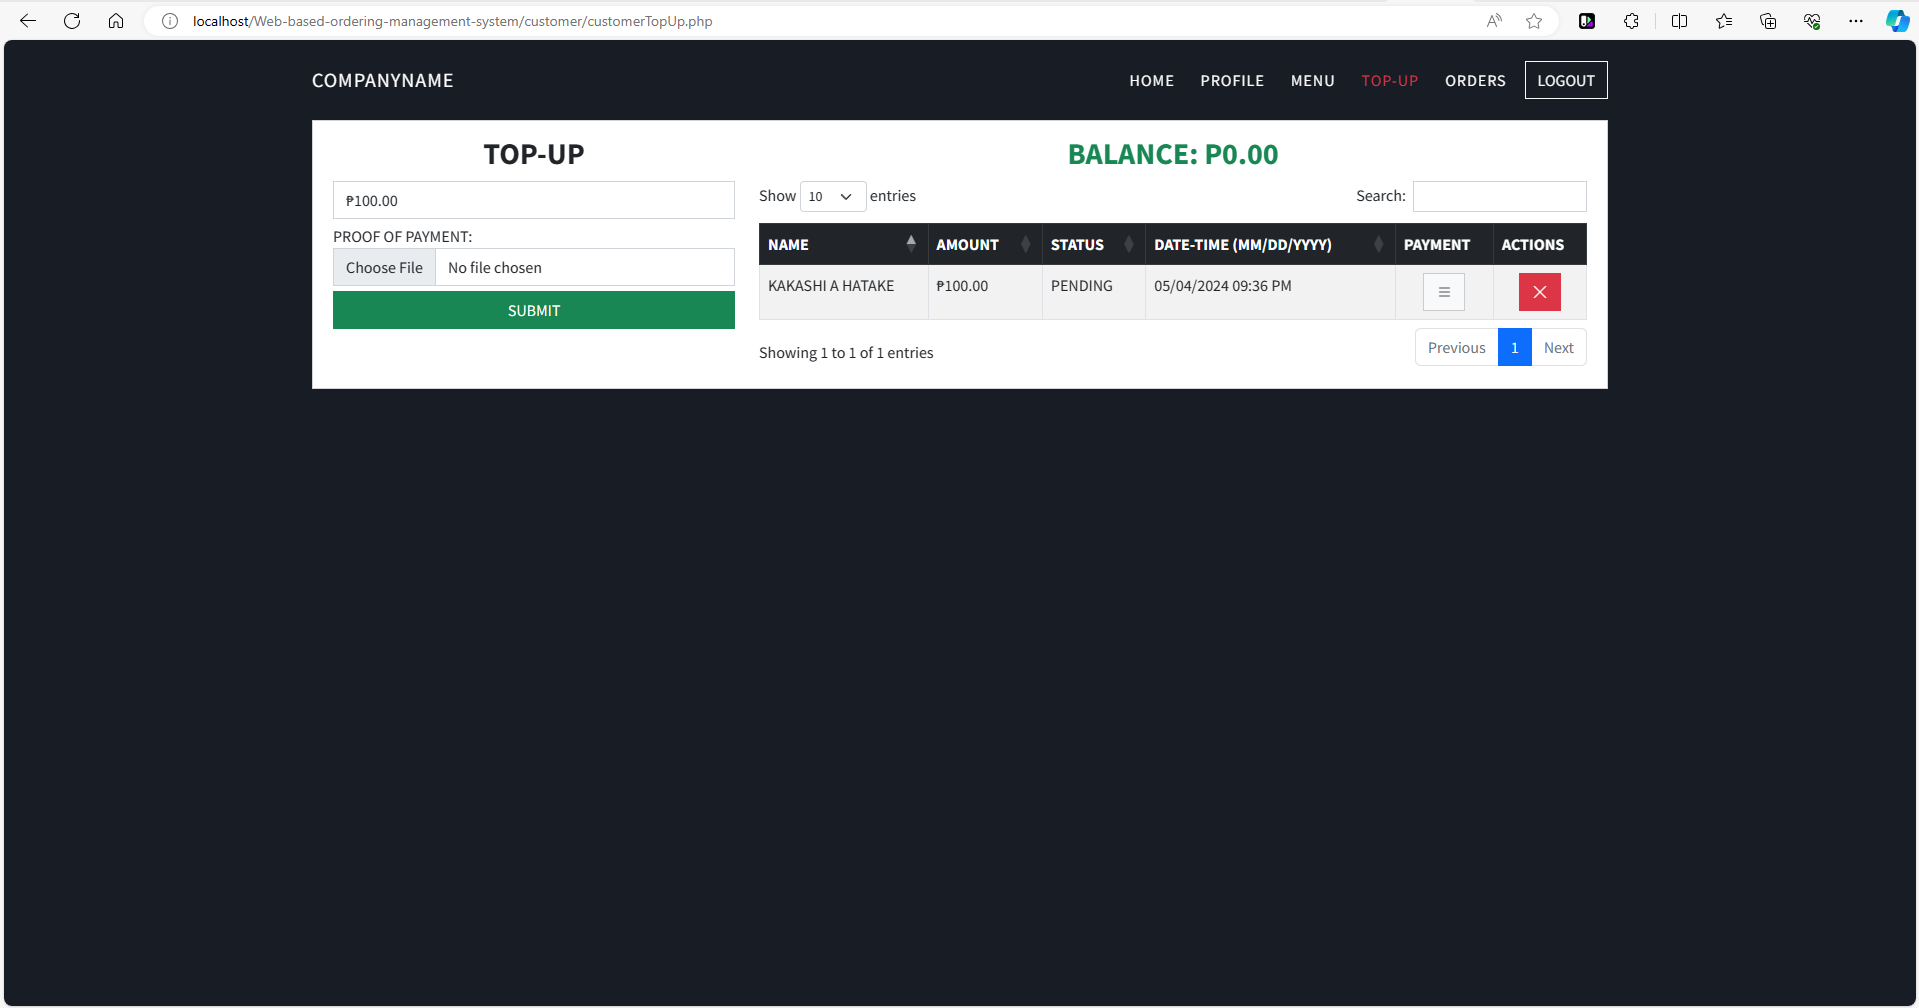 localhost/Web-based-ordering-management-system/customer/customerTopUp.php
COMPANYNAME
HOME PROFILE MENU TOP-UP ORDERS LOGOUT
TOP-UP
₱100.00
PROOF OF PAYMENT:
Choose File No file chosen
SUBMIT
BALANCE: ₱0.00
Show 10 entries
Search:
NAME AMOUNT STATUS DATE-TIME (MM/DD/YYYY) PAYMENT ACTIONS
KAKASHI A HATAKE ₱100.00 PENDING 05/04/2024 09:36 PM
Showing 1 to 1 of 1 entries
Previous 1 Next